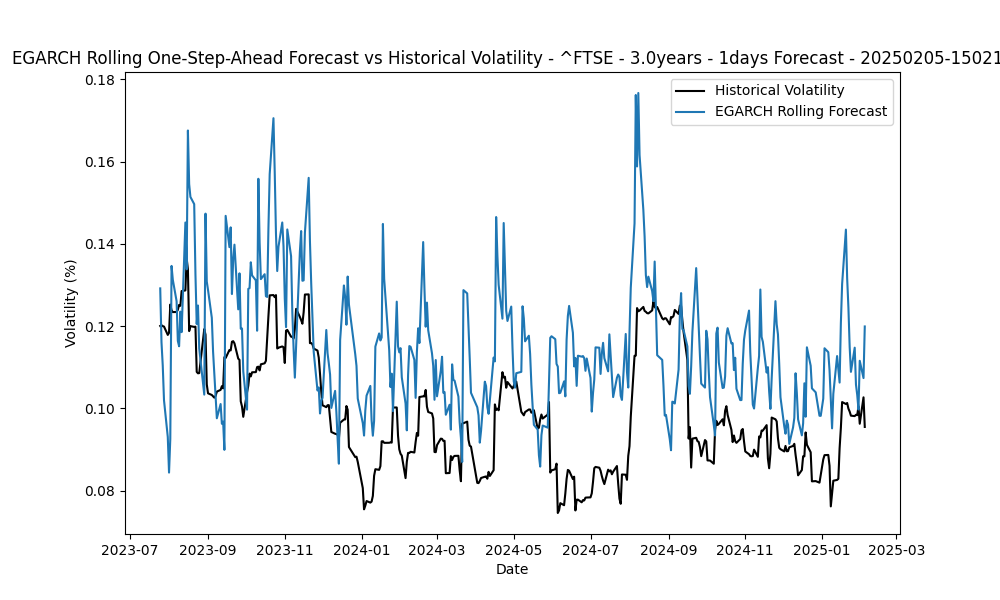 EGARCH Rolling One-Step-Ahead Forecast vs Historical Volatility - ^FTSE - 3.0years - 1days Forecast - 20250205-15021
Historical Volatility
EGARCH Rolling Forecast
Volatility (%)
0.18
0.16
0.14
0.12
0.10
0.08
2023-07 2023-09 2023-11 2024-01 2024-03 2024-05 2024-07 2024-09 2024-11 2025-01 2025-03
Date